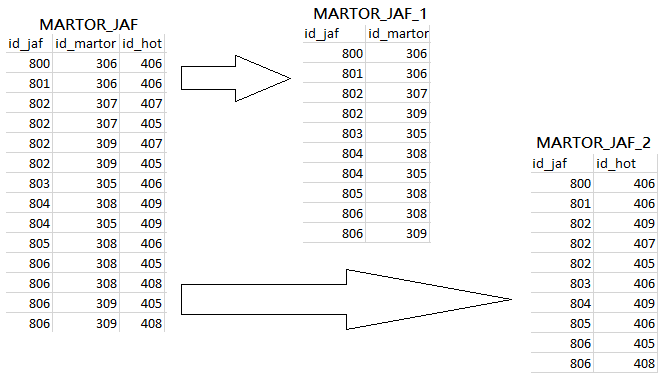 MARTOR_JAF
id_jaf id_martor id_hot
800 306 406
801 306 406
802 307 407
802 307 405
802 309 407
802 309 405
803 305 406
804 308 409
804 305 409
805 308 406
806 308 405
806 308 408
806 309 405
806 309 408
MARTOR_JAF_1
id_jaf id_martor
800 306
801 306
802 307
802 309
803 305
804 308
804 305
805 308
806 308
806 309
MARTOR_JAF_2
id_jaf id_hot
800 406
801 406
802 409
802 407
802 405
803 406
804 409
805 406
806 405
806 408